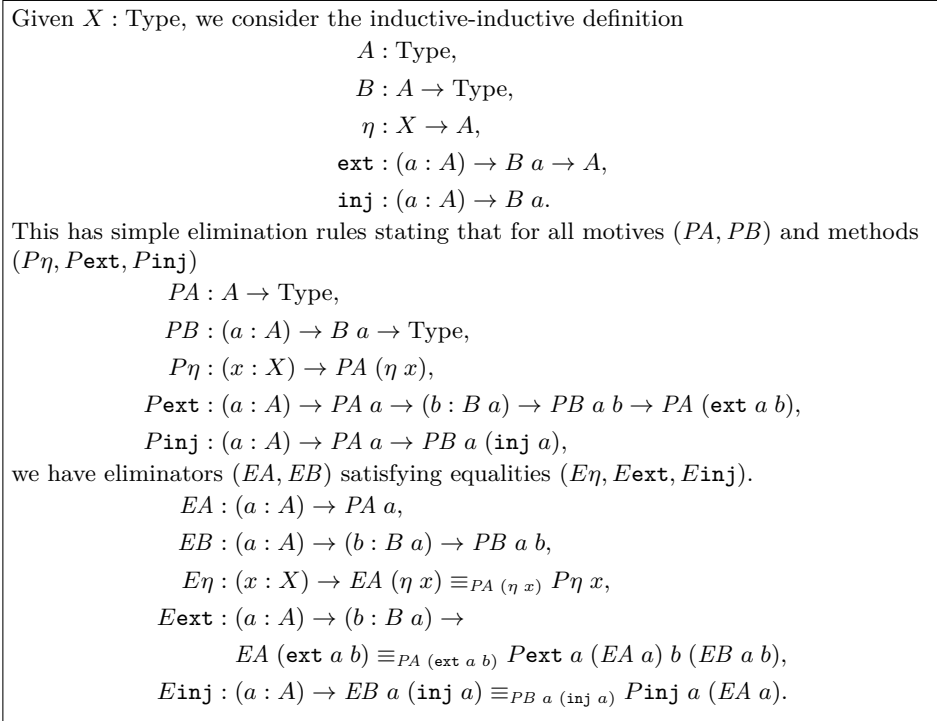 Given X : Type, we consider the inductive-inductive definition
A : Type,
B : A → Type,
η : X → A,
ext : (a : A) → B a → A,
inj : (a : A) → B a.
This has simple elimination rules stating that for all motives (PA, PB) and methods
(Pη, Pext, Pinj)
PA : A → Type,
PB : (a : A) → B a → Type,
Pη : (x : X) → PA (η x),
Pext : (a : A) → PA a → (b : B a) → PB a b → PA (ext a b),
Pinj : (a : A) → PA a → PB a (inj a),
we have eliminators (EA, EB) satisfying equalities (Eη, Eext, Einj).
EA : (a : A) → PA a,
EB : (a : A) → (b : B a) → PB a b,
Eη : (x : X) → EA (η x) ≡_{PA (η x)} Pη x,
Eext : (a : A) → (b : B a) →
EA (ext a b) ≡_{PA (ext a b)} Pext a (EA a) b (EB a b),
Einj : (a : A) → EB a (inj a) ≡_{PB a (inj a)} Pinj a (EA a).